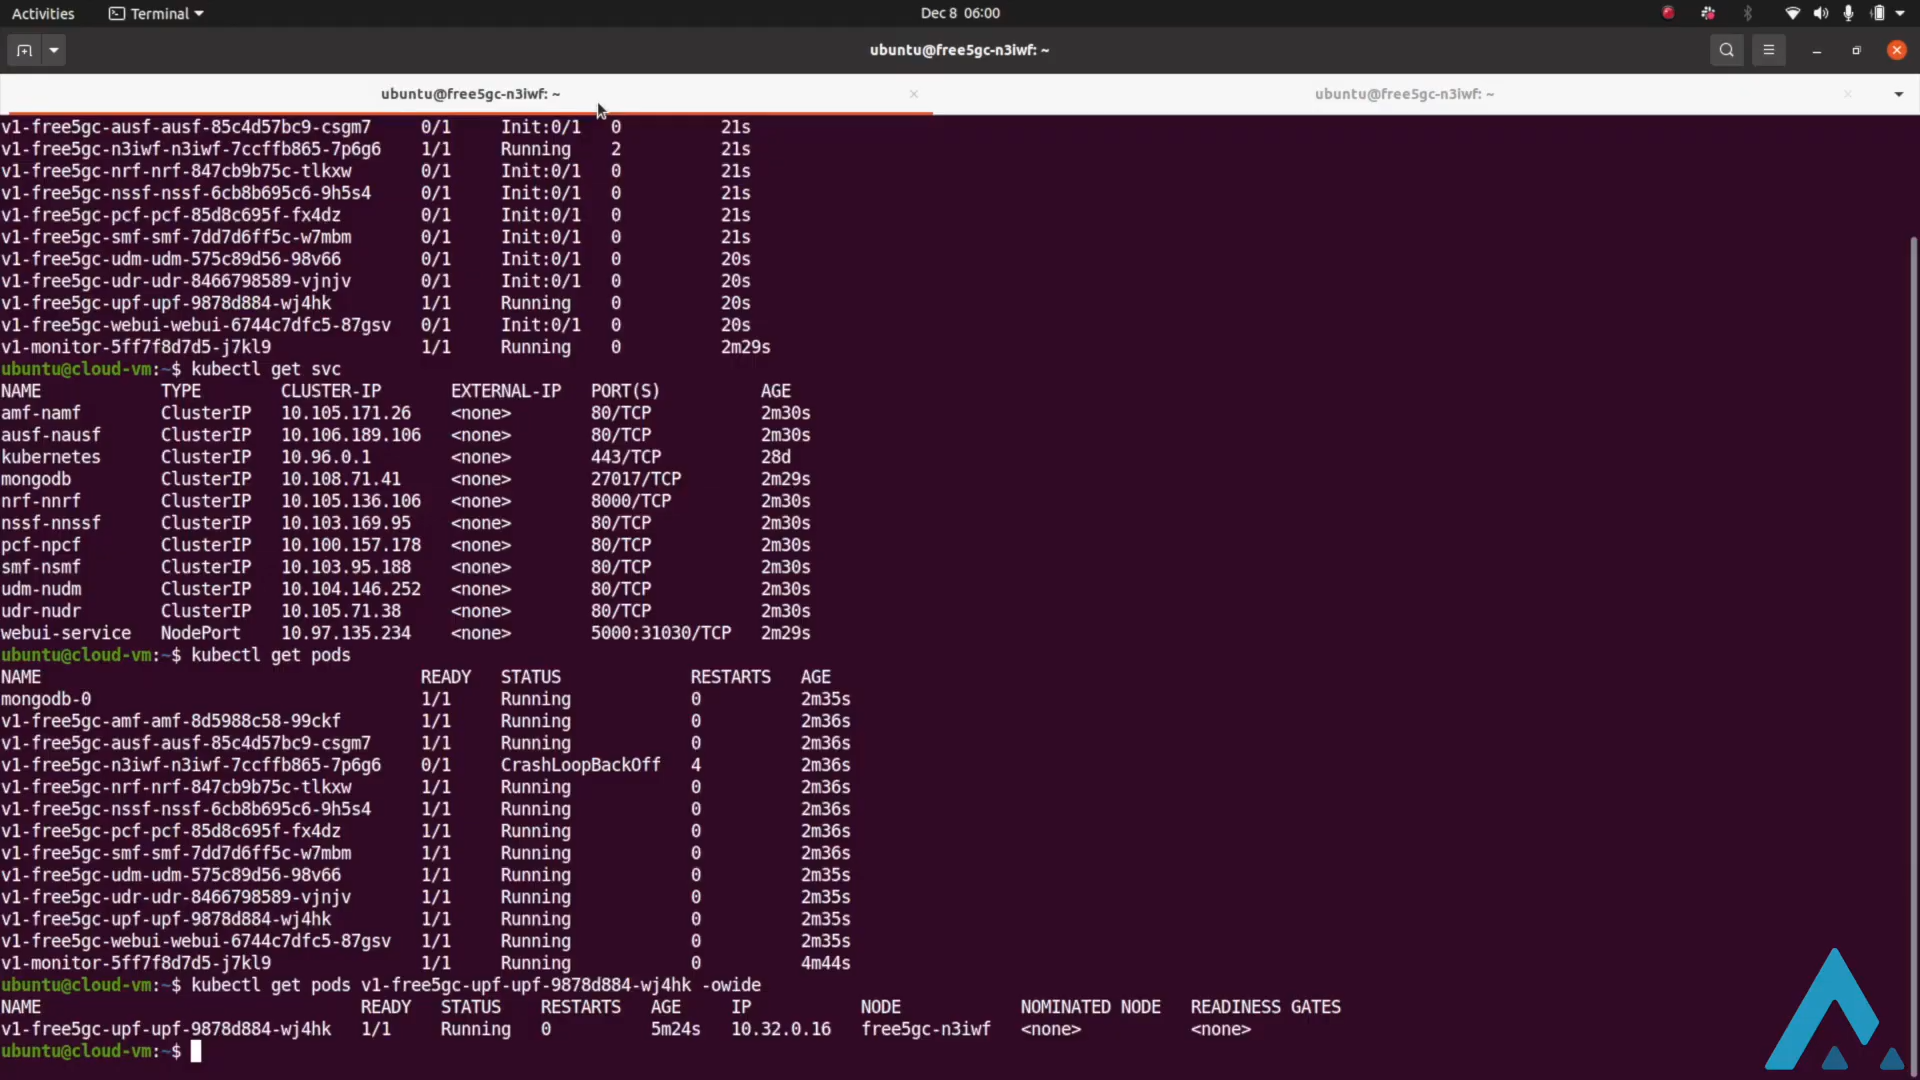 Activities Terminal Dec 8 06:00
ubuntu@free5gc-n3iwf: ~
ubuntu@free5gc-n3iwf: ~ ubuntu@free5gc-n3iwf: ~
v1-free5gc-ausf-ausf-85c4d57bc9-csgm7 0/1 Init:0/1 0 21s
v1-free5gc-n3iwf-n3iwf-7ccffb865-7p6g6 1/1 Running 2 21s
v1-free5gc-nrf-nrf-847cb9b75c-tlkxw 0/1 Init:0/1 0 21s
v1-free5gc-nssf-nssf-6cb8b695c6-9h5s4 0/1 Init:0/1 0 21s
v1-free5gc-pcf-pcf-85d8c695f-fx4dz 0/1 Init:0/1 0 21s
v1-free5gc-smf-smf-7dd7d6ff5c-w7mbm 0/1 Init:0/1 0 21s
v1-free5gc-udm-udm-575c89d56-98v66 0/1 Init:0/1 0 20s
v1-free5gc-udr-udr-8466798589-vjnjv 0/1 Init:0/1 0 20s
v1-free5gc-upf-upf-9878d884-wj4hk 1/1 Running 0 20s
v1-free5gc-webui-webui-6744c7dfc5-87gsv 0/1 Init:0/1 0 20s
v1-monitor-5ff7f8d7d5-j7kl9 1/1 Running 0 2m29s
ubuntu@cloud-vm:~$ kubectl get svc
NAME TYPE CLUSTER-IP EXTERNAL-IP PORT(S) AGE
amf-namf ClusterIP 10.105.171.26 <none> 80/TCP 2m30s
ausf-nausf ClusterIP 10.106.189.106 <none> 80/TCP 2m30s
kubernetes ClusterIP 10.96.0.1 <none> 443/TCP 28d
mongodb ClusterIP 10.108.71.41 <none> 27017/TCP 2m29s
nrf-nnrf ClusterIP 10.105.136.106 <none> 8000/TCP 2m30s
nssf-nnssf ClusterIP 10.103.169.95 <none> 80/TCP 2m30s
pcf-npcf ClusterIP 10.100.157.178 <none> 80/TCP 2m30s
smf-nsmf ClusterIP 10.103.95.188 <none> 80/TCP 2m30s
udm-nudm ClusterIP 10.104.146.252 <none> 80/TCP 2m30s
udr-nudr ClusterIP 10.105.71.38 <none> 80/TCP 2m30s
webui-service NodePort 10.97.135.234 <none> 5000:31030/TCP 2m29s
ubuntu@cloud-vm:~$ kubectl get pods
NAME READY STATUS RESTARTS AGE
mongodb-0 1/1 Running 0 2m35s
v1-free5gc-amf-amf-8d5988c58-99ckf 1/1 Running 0 2m36s
v1-free5gc-ausf-ausf-85c4d57bc9-csgm7 1/1 Running 0 2m36s
v1-free5gc-n3iwf-n3iwf-7ccffb865-7p6g6 0/1 CrashLoopBackOff 4 2m36s
v1-free5gc-nrf-nrf-847cb9b75c-tlkxw 1/1 Running 0 2m36s
v1-free5gc-nssf-nssf-6cb8b695c6-9h5s4 1/1 Running 0 2m36s
v1-free5gc-pcf-pcf-85d8c695f-fx4dz 1/1 Running 0 2m36s
v1-free5gc-smf-smf-7dd7d6ff5c-w7mbm 1/1 Running 0 2m36s
v1-free5gc-udm-udm-575c89d56-98v66 1/1 Running 0 2m35s
v1-free5gc-udr-udr-8466798589-vjnjv 1/1 Running 0 2m35s
v1-free5gc-upf-upf-9878d884-wj4hk 1/1 Running 0 2m35s
v1-free5gc-webui-webui-6744c7dfc5-87gsv 1/1 Running 0 2m35s
v1-monitor-5ff7f8d7d5-j7kl9 1/1 Running 0 4m44s
ubuntu@cloud-vm:~$ kubectl get pods v1-free5gc-upf-upf-9878d884-wj4hk -owide
NAME READY STATUS RESTARTS AGE IP NODE NOMINATED NODE READINESS GATES
v1-free5gc-upf-upf-9878d884-wj4hk 1/1 Running 0 5m24s 10.32.0.16 free5gc-n3iwf <none> <none>
ubuntu@cloud-vm:~$